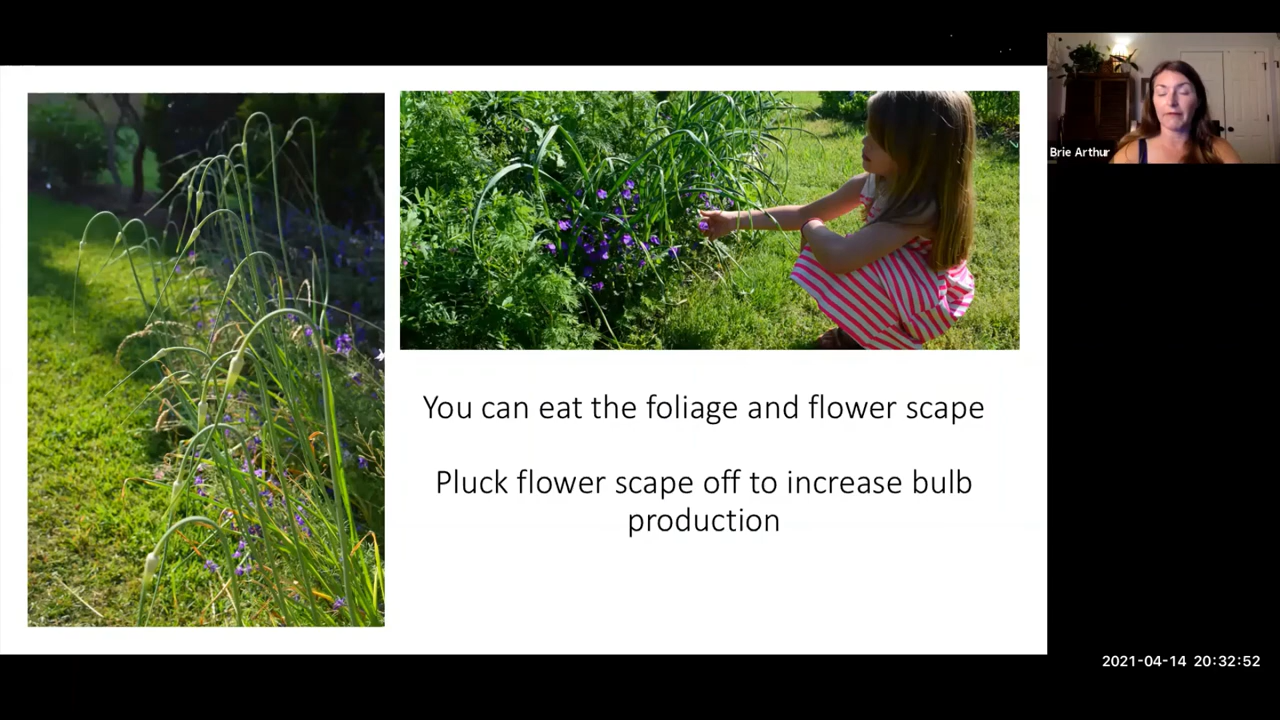 Brie Arthur
You can eat the foliage and flower scape
Pluck flower scape off to increase bulb
production
2021-04-14 20:32:52